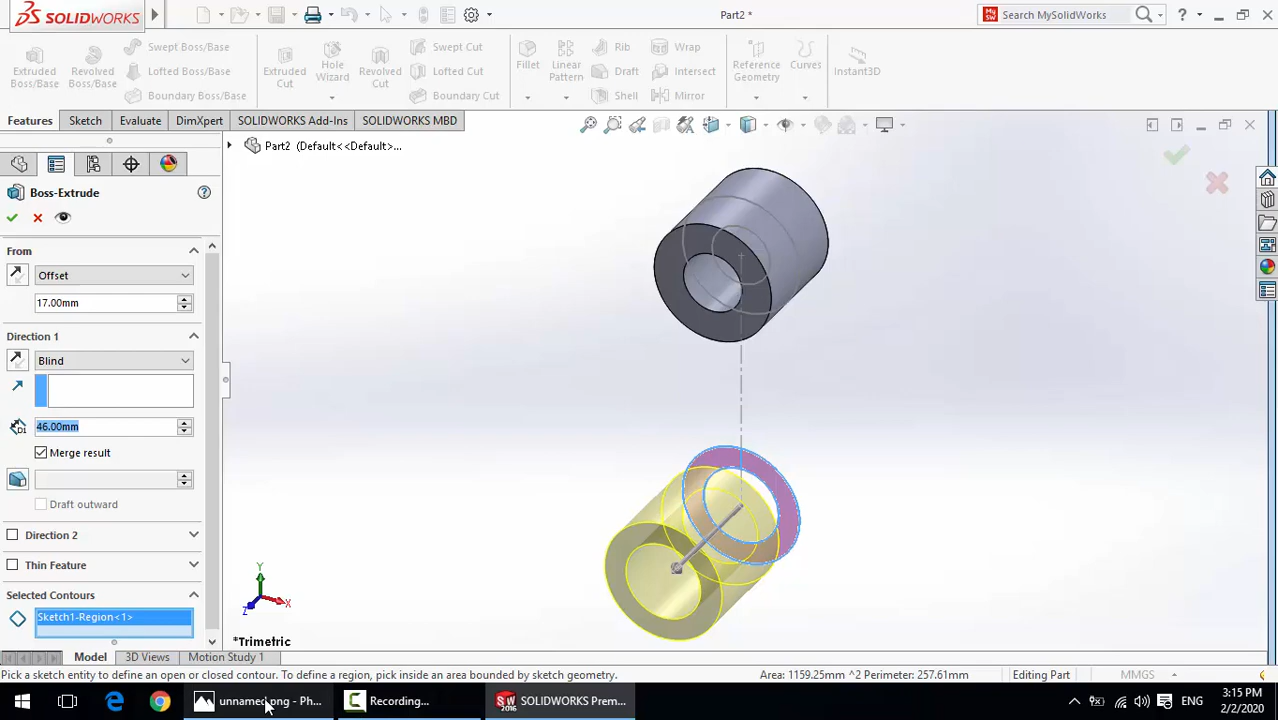 SOLIDWORKS
Part2 *
Search MySolidWorks
?
Extruded Boss/Base
Revolved Boss/Base
Swept Boss/Base
Lofted Boss/Base
Boundary Boss/Base
Extruded Cut
Hole Wizard
Revolved Cut
Swept Cut
Lofted Cut
Boundary Cut
Fillet
Linear Pattern
Rib
Draft
Shell
Wrap
Intersect
Mirror
Reference Geometry
Curves
Instant3D
Features
Sketch
Evaluate
DimXpert
SOLIDWORKS Add-Ins
SOLIDWORKS MBD
Part2 (Default<<Default>...
Boss-Extrude
From
Offset
17.00mm
Direction 1
Blind
46.00mm
Merge result
Draft outward
Direction 2
Thin Feature
Selected Contours
Sketch1-Region<1>
Y
X
Z
*Trimetric
Model
3D Views
Motion Study 1
Pick a sketch entity to define an open or closed contour. To define a region, pick inside an area bounded by sketch geometry.
Area: 1159.25mm ^2 Perimeter: 257.61mm
Editing Part
MMGS
unnamed.png - Ph...
Recording...
SW 2016
SOLIDWORKS Prem...
ENG
3:15 PM
2/2/2020